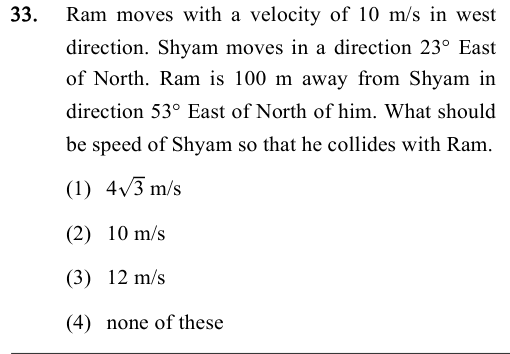 33. Ram moves with a velocity of 10 m/s in west
direction. Shyam moves in a direction 23° East
of North. Ram is 100 m away from Shyam in
direction 53° East of North of him. What should
be speed of Shyam so that he collides with Ram.
(1) 4√3 m/s
(2) 10 m/s
(3) 12 m/s
(4) none of these